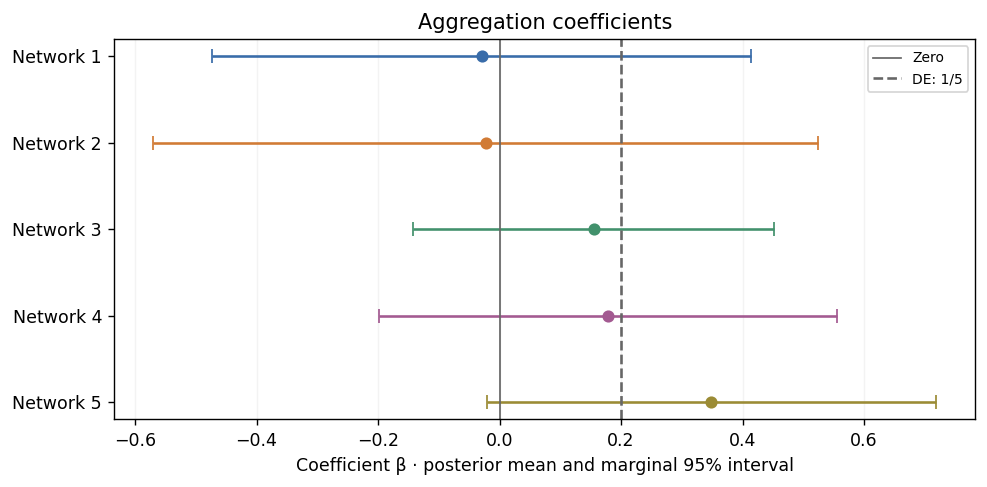 Aggregation coefficients
Network 1
Network 2
Network 3
Network 4
Network 5
Zero
DE: 1/5
−0.6 −0.4 −0.2 0.0 0.2 0.4 0.6
Coefficient β · posterior mean and marginal 95% interval